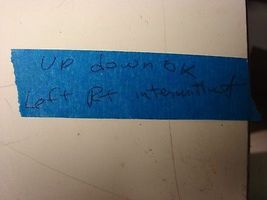 UP down OK
Left Rt intermittent